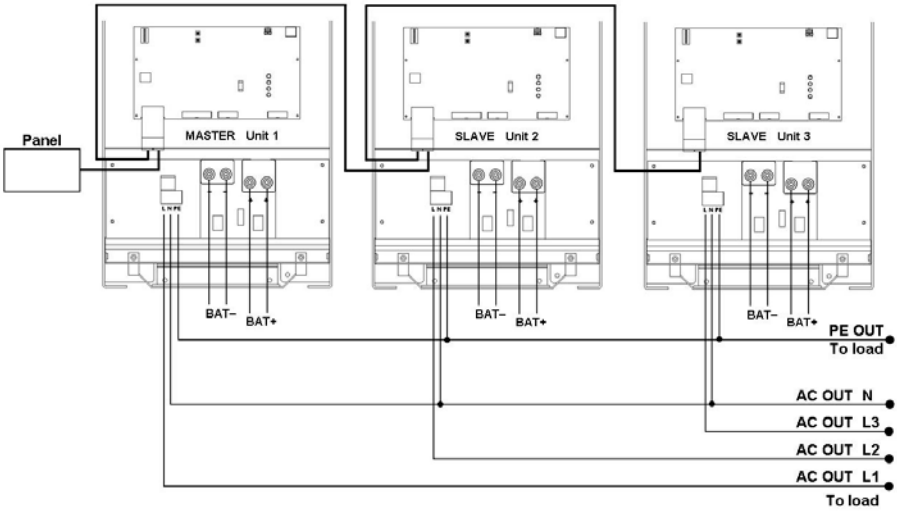 Panel
MASTER Unit 1
SLAVE Unit 2
SLAVE Unit 3
L N PE
L N PE
L N PE
− −
+ +
− −
+ +
− −
+ +
BAT− BAT+
BAT− BAT+
BAT− BAT+
PE OUT
To load
AC OUT N
AC OUT L3
AC OUT L2
AC OUT L1
To load